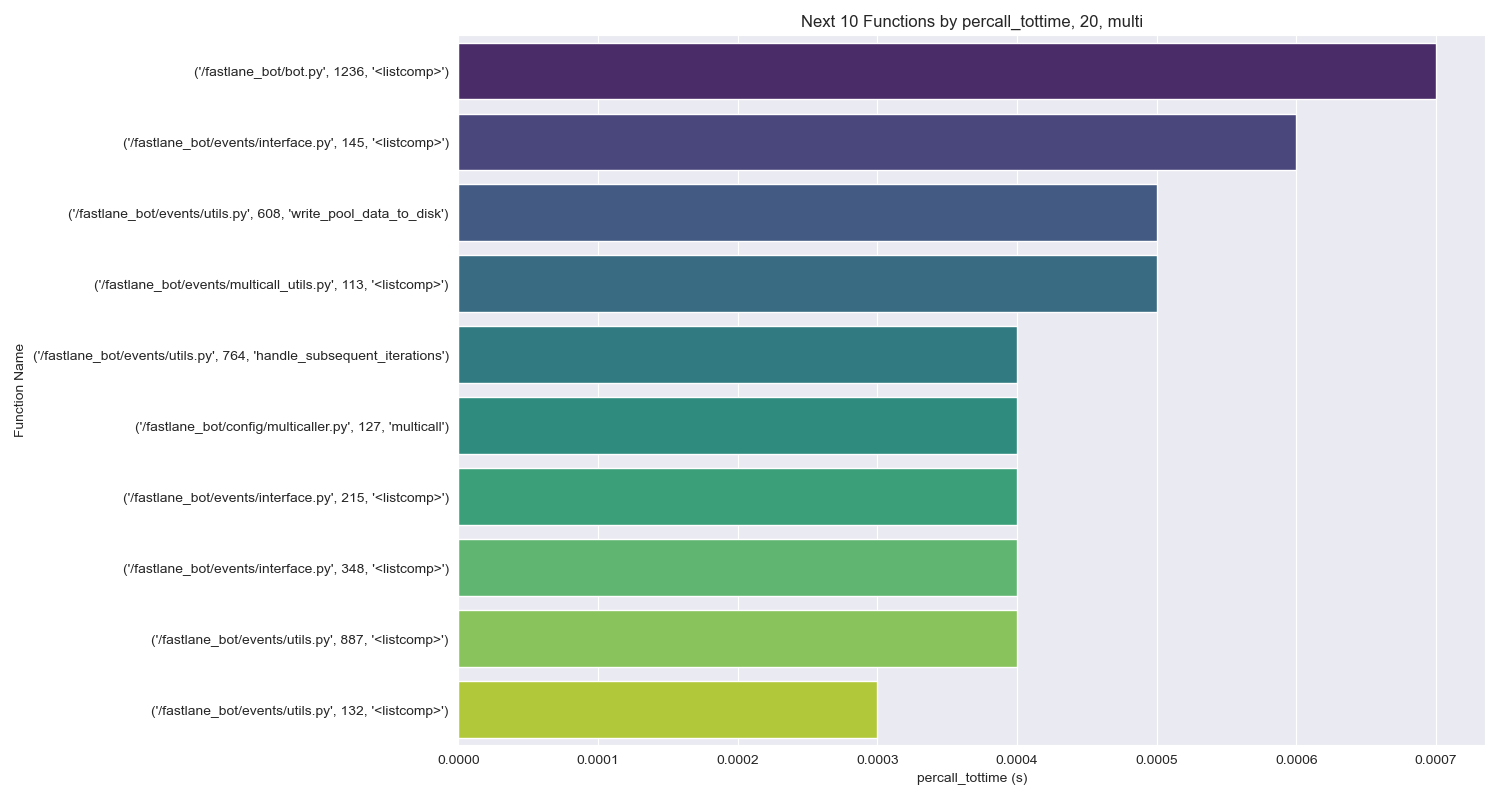 Next 10 Functions by percall_tottime, 20, multi
('/fastlane_bot/bot.py', 1236, '<listcomp>')
('/fastlane_bot/events/interface.py', 145, '<listcomp>')
('/fastlane_bot/events/utils.py', 608, 'write_pool_data_to_disk')
('/fastlane_bot/events/multicall_utils.py', 113, '<listcomp>')
('/fastlane_bot/events/utils.py', 764, 'handle_subsequent_iterations')
('/fastlane_bot/config/multicaller.py', 127, 'multicall')
('/fastlane_bot/events/interface.py', 215, '<listcomp>')
('/fastlane_bot/events/interface.py', 348, '<listcomp>')
('/fastlane_bot/events/utils.py', 887, '<listcomp>')
('/fastlane_bot/events/utils.py', 132, '<listcomp>')
Function Name
0.0000 0.0001 0.0002 0.0003 0.0004 0.0005 0.0006 0.0007
percall_tottime (s)